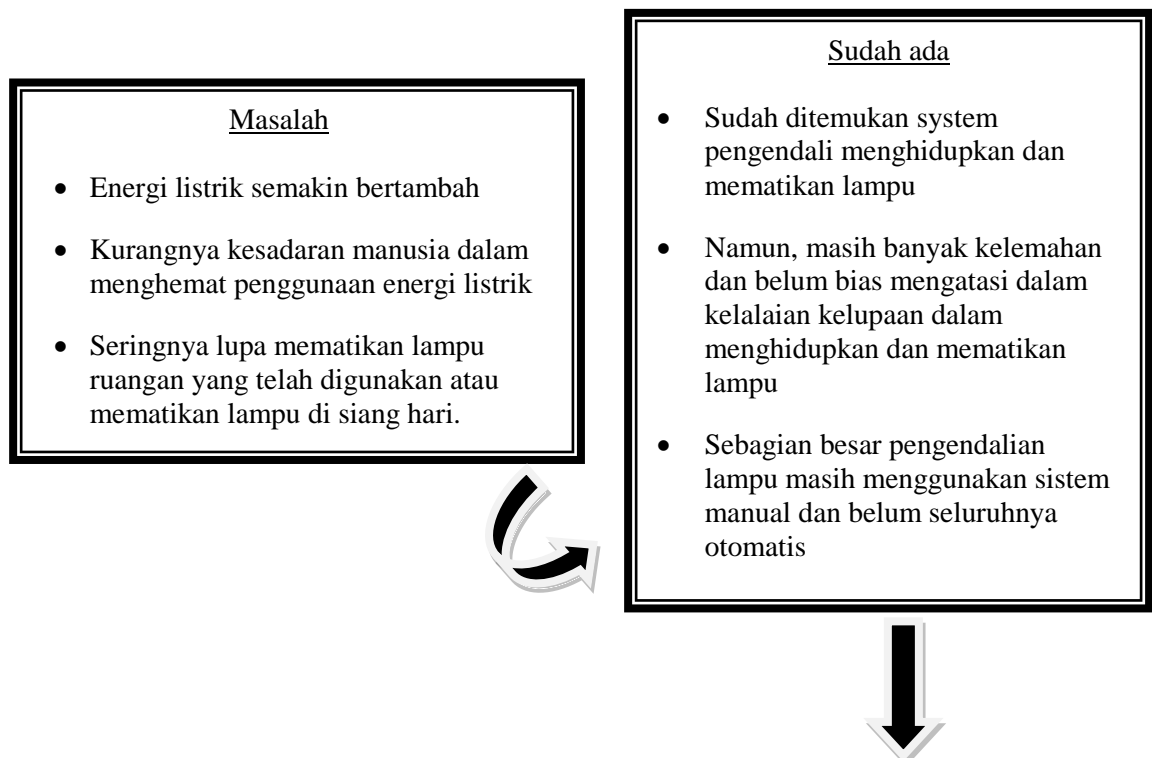 Masalah
• Energi listrik semakin bertambah
• Kurangnya kesadaran manusia dalam
menghemat penggunaan energi listrik
• Seringnya lupa mematikan lampu
ruangan yang telah digunakan atau
mematikan lampu di siang hari.
Sudah ada
• Sudah ditemukan system
pengendali menghidupkan dan
mematikan lampu
• Namun, masih banyak kelemahan
dan belum bias mengatasi dalam
kelalaian kelupaan dalam
menghidupkan dan mematikan
lampu
• Sebagian besar pengendalian
lampu masih menggunakan sistem
manual dan belum seluruhnya
otomatis